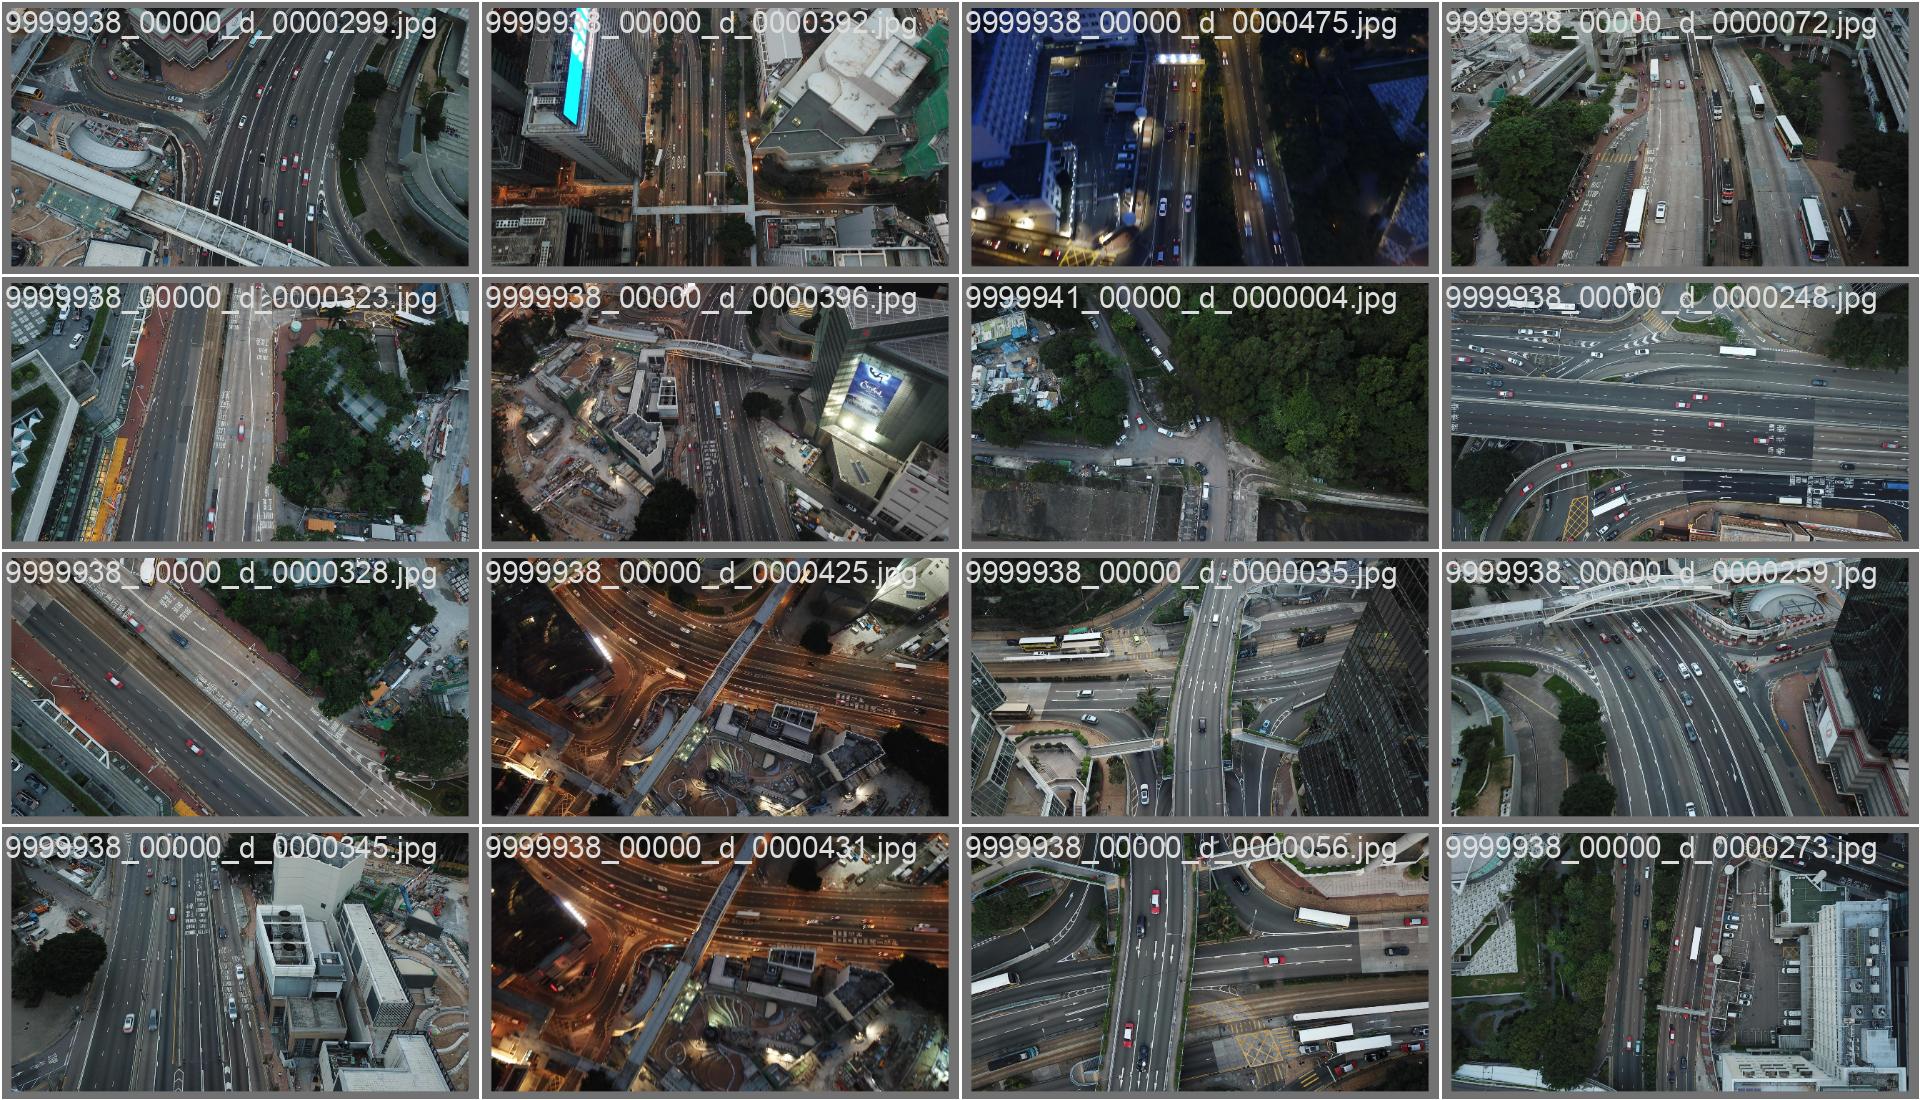 9999938_00000_d_0000299.jpg
9999938_00000_d_0000392.jpg
9999938_00000_d_0000475.jpg
9999938_00000_d_0000072.jpg
9999938_00000_d_0000323.jpg
9999938_00000_d_0000396.jpg
9999941_00000_d_0000004.jpg
9999938_00000_d_0000248.jpg
9999938_00000_d_0000328.jpg
9999938_00000_d_0000425.jpg
9999938_00000_d_0000035.jpg
9999938_00000_d_0000259.jpg
9999938_00000_d_0000345.jpg
9999938_00000_d_0000431.jpg
9999938_00000_d_0000056.jpg
9999938_00000_d_0000273.jpg